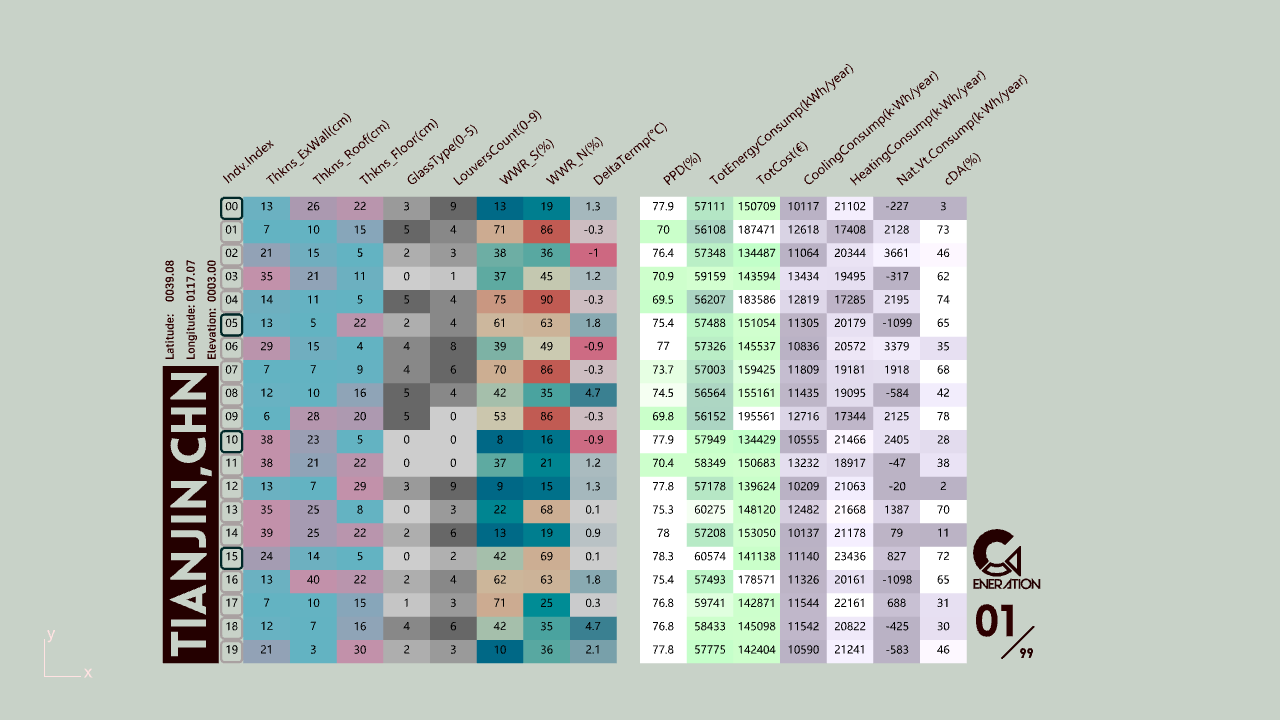 Indv.Index Thkns_ExWall(cm) Thkns_Roof(cm) Thkns_Floor(cm) GlassType(0-5) LouversCount(0-9) WWR_S(%) WWR_N(%) DeltaTermp(°C) PPD(%) TotEnergyConsump(kWh/year) TotCost(€) CoolingConsump(k·Wh/year) HeatingConsump(k·Wh/year) Nat.Vt.Consump(k·Wh/year) cDA(%)
00 13 26 22 3 9 13 19 1.3 77.9 57111 150709 10117 21102 -227 3
01 7 10 15 5 4 71 86 -0.3 70 56108 187471 12618 17408 2128 73
02 21 15 5 2 3 38 36 -1 76.4 57348 134487 11064 20344 3661 46
03 35 21 11 0 1 37 45 1.2 70.9 59159 143594 13434 19495 -317 62
04 14 11 5 5 4 75 90 -0.3 69.5 56207 183586 12819 17285 2195 74
05 13 5 22 2 4 61 63 1.8 75.4 57488 151054 11305 20179 -1099 65
06 29 15 4 4 8 39 49 -0.9 77 57326 145537 10836 20572 3379 35
07 7 7 9 4 6 70 86 -0.3 73.7 57003 159425 11809 19181 1918 68
08 12 10 16 5 4 42 35 4.7 74.5 56564 155161 11435 19095 -584 42
09 6 28 20 5 0 53 86 -0.3 69.8 56152 195561 12716 17344 2125 78
10 38 23 5 0 0 8 16 -0.9 77.9 57949 134429 10555 21466 2405 28
11 38 21 22 0 0 37 21 1.2 70.4 58349 150683 13232 18917 -47 38
12 13 7 29 3 9 9 15 1.3 77.8 57178 139624 10209 21063 -20 2
13 35 25 8 0 3 22 68 0.1 75.3 60275 148120 12482 21668 1387 70
14 39 25 22 2 6 13 19 0.9 78 57208 153050 10137 21178 79 11
15 24 14 5 0 2 42 69 0.1 78.3 60574 141138 11140 23436 827 72
16 13 40 22 2 4 62 63 1.8 75.4 57493 178571 11326 20161 -1098 65
17 7 10 15 1 3 71 25 0.3 76.8 59741 142871 11544 22161 688 31
18 12 7 16 4 6 42 35 4.7 76.8 58433 145098 11542 20822 -425 30
19 21 3 30 2 3 10 36 2.1 77.8 57775 142404 10590 21241 -583 46
Latitude: 0039.08
Longitude: 0117.07
Elevation: 0003.00
TIANJIN,CHN
G
ENERATION
01/99
y
x